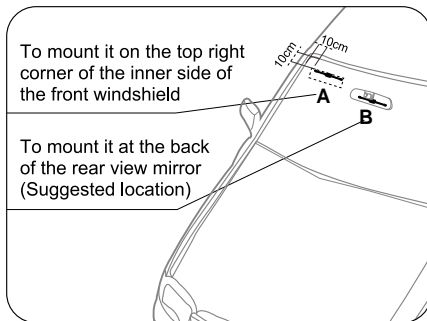 10cm
10cm
To mount it on the top right
corner of the inner side of
the front windshield
A
B
To mount it at the back
of the rear view mirror
(Suggested location)